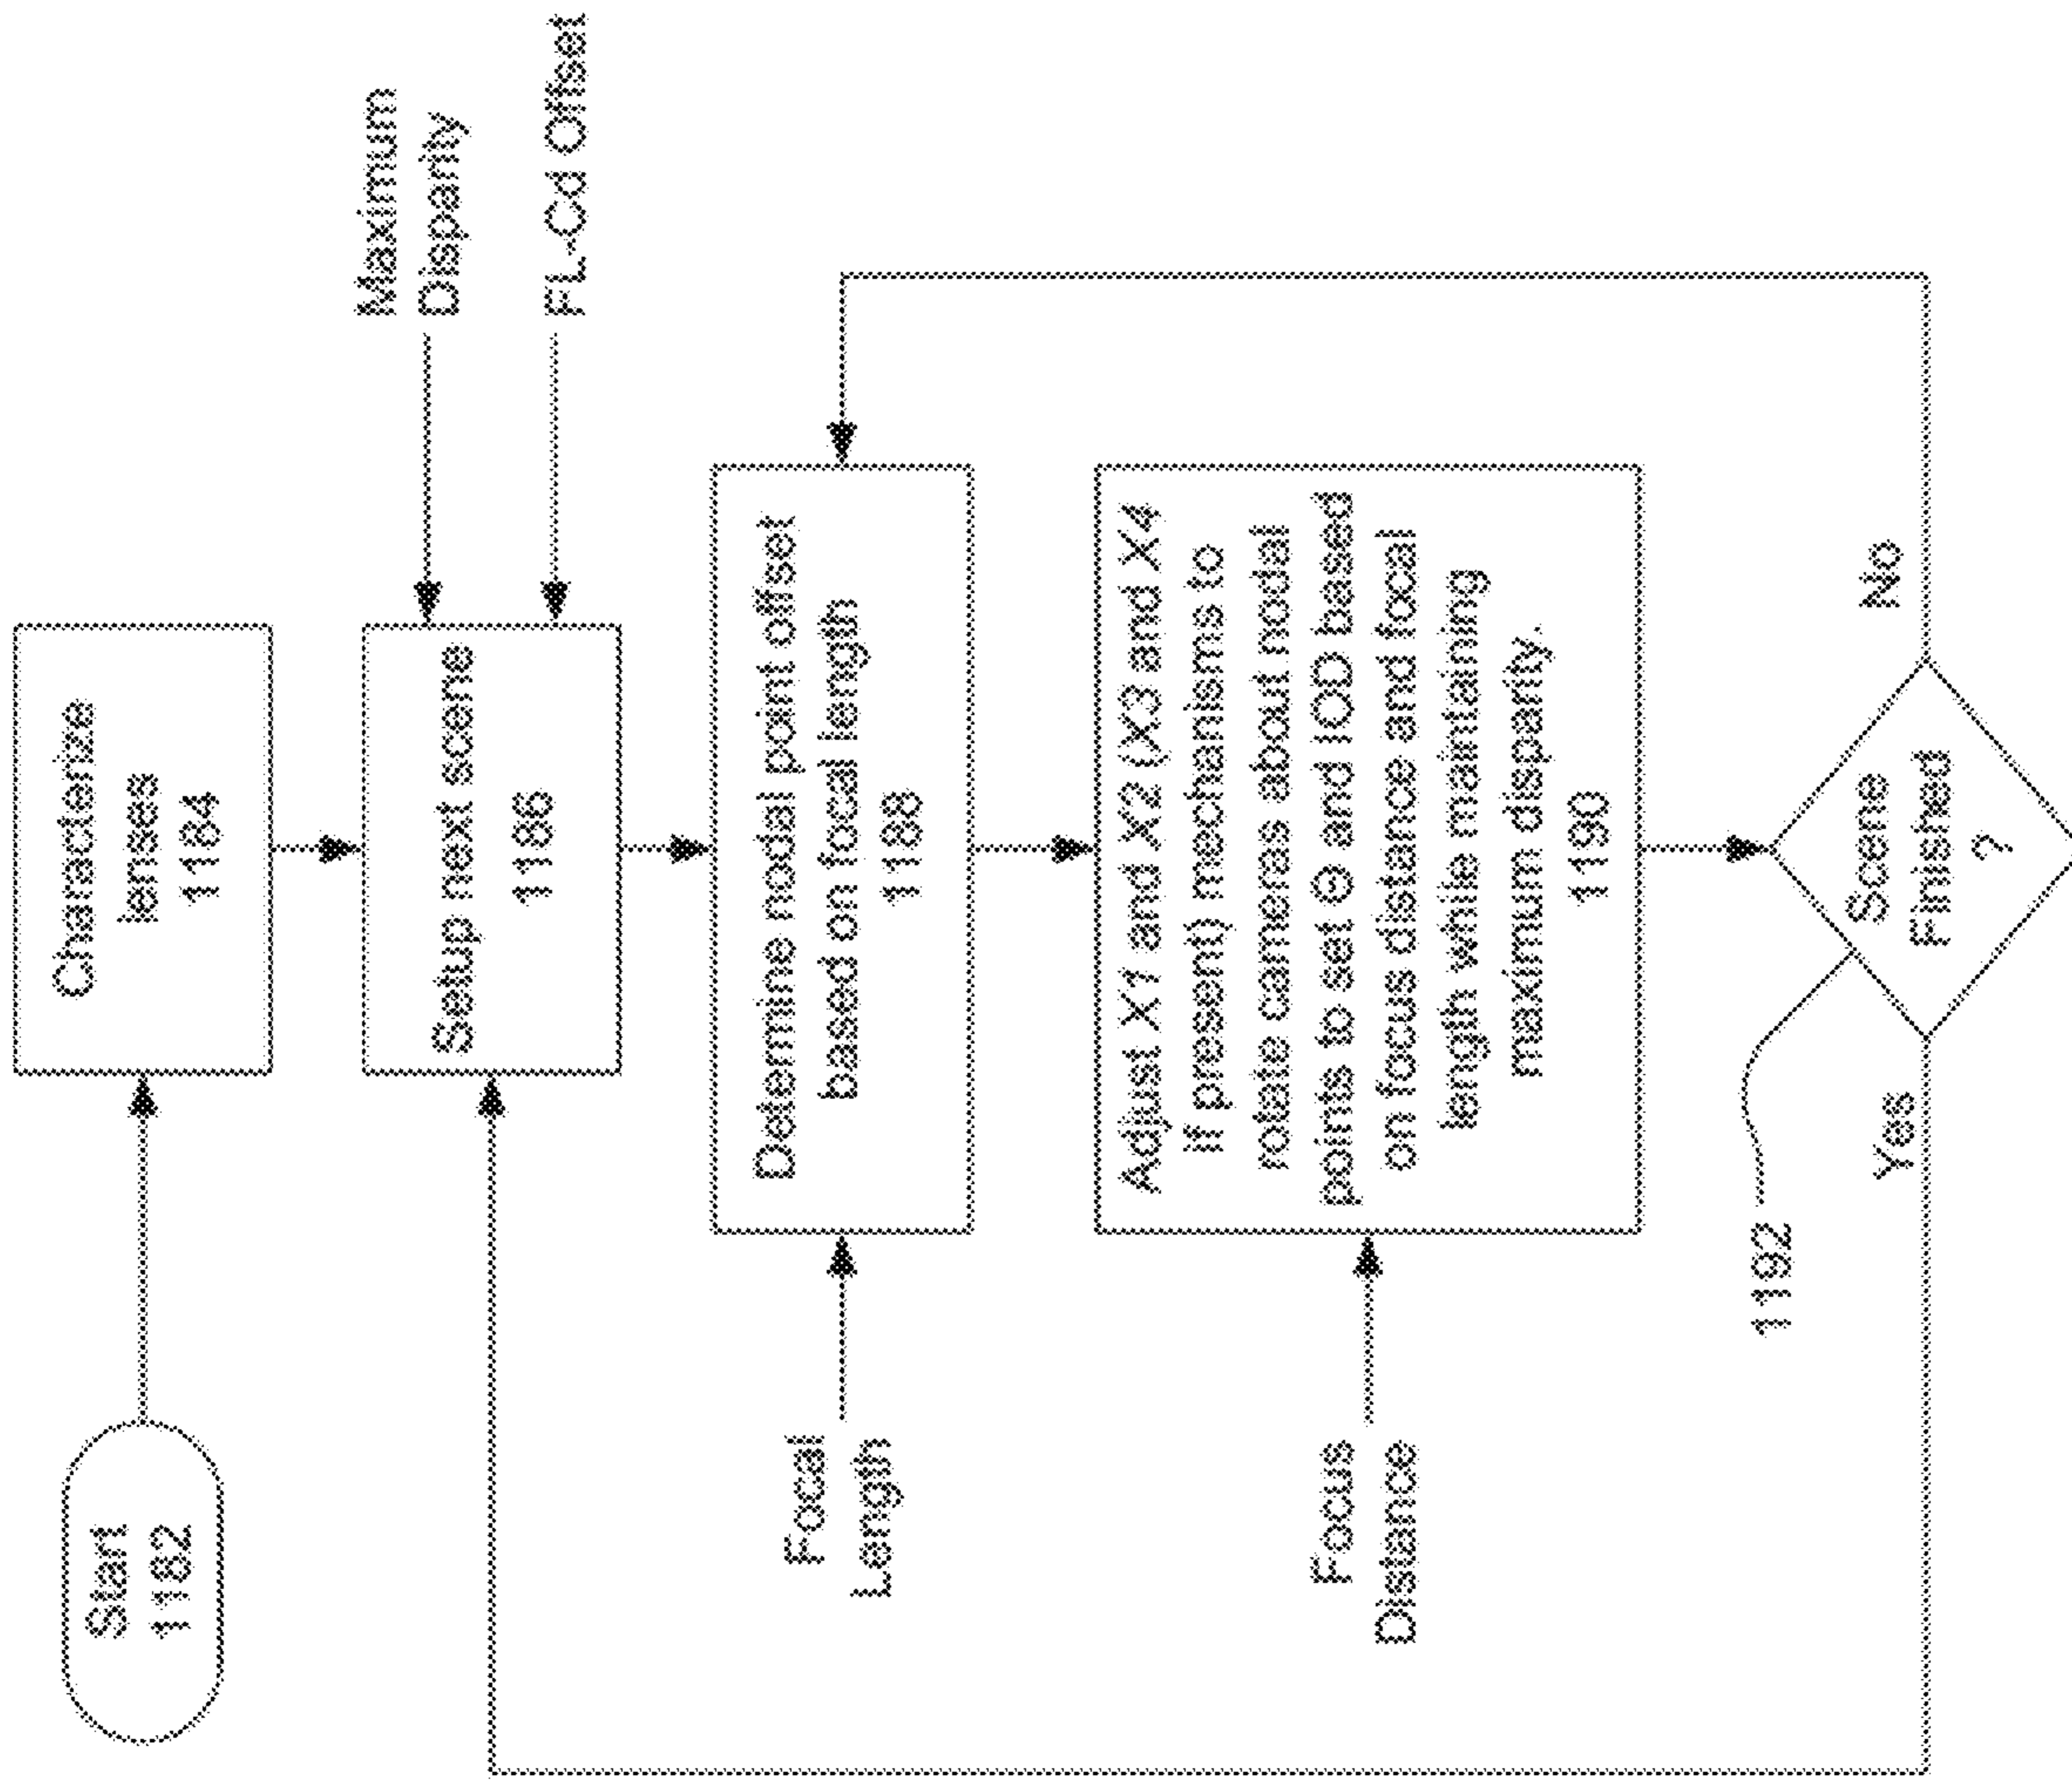 Start
1182
Characterize
lenses
1184
Maximum
Disparity
FL-Cd Offset
Setup next scene
1186
Focal
Length
Determine nodal point offset
based on focal length
1188
Focus
Distance
Adjust X1 and X2 (X3 and X4
if present) mechanisms to
rotate cameras about nodal
points to set Θ and IOD based
on focus distance and focal
length while maintaining
maximum disparity.
1190
1192
Scene
Finished
?
Yes
No